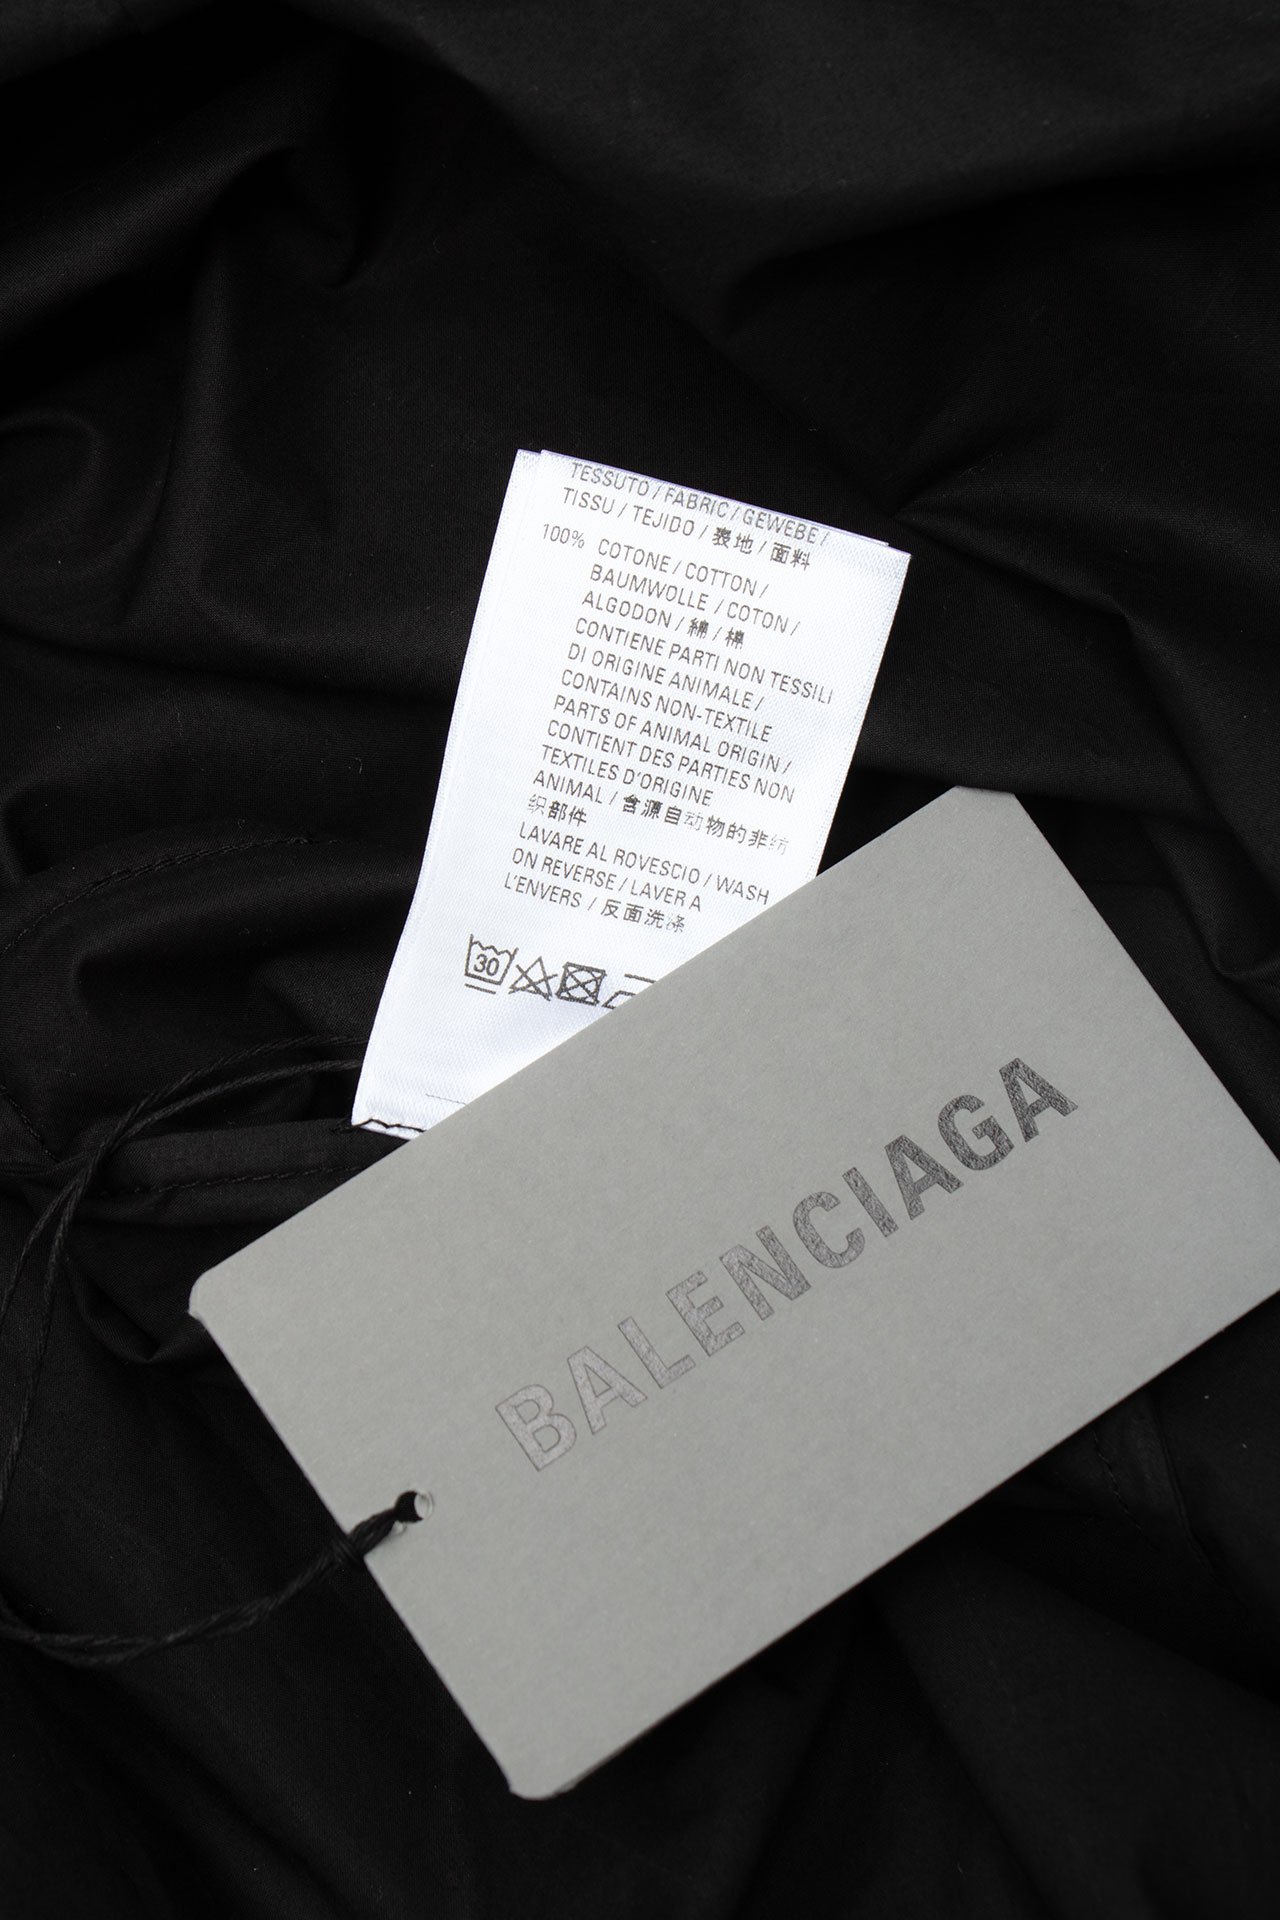 TESSUTO / FABRIC / GEWEBE /
TISSU / TEJIDO / 表地 / 面料
100% COTONE / COTTON /
BAUMWOLLE / COTON /
ALGODON / 綿 / 棉
CONTIENE PARTI NON TESSILI
DI ORIGINE ANIMALE /
CONTAINS NON-TEXTILE
PARTS OF ANIMAL ORIGIN /
CONTIENT DES PARTIES NON
TEXTILES D'ORIGINE
ANIMAL / 含源自动物的非纺
织部件
LAVARE AL ROVESCIO / WASH
ON REVERSE / LAVER A
L'ENVERS / 反面洗涤
30
BALENCIAGA